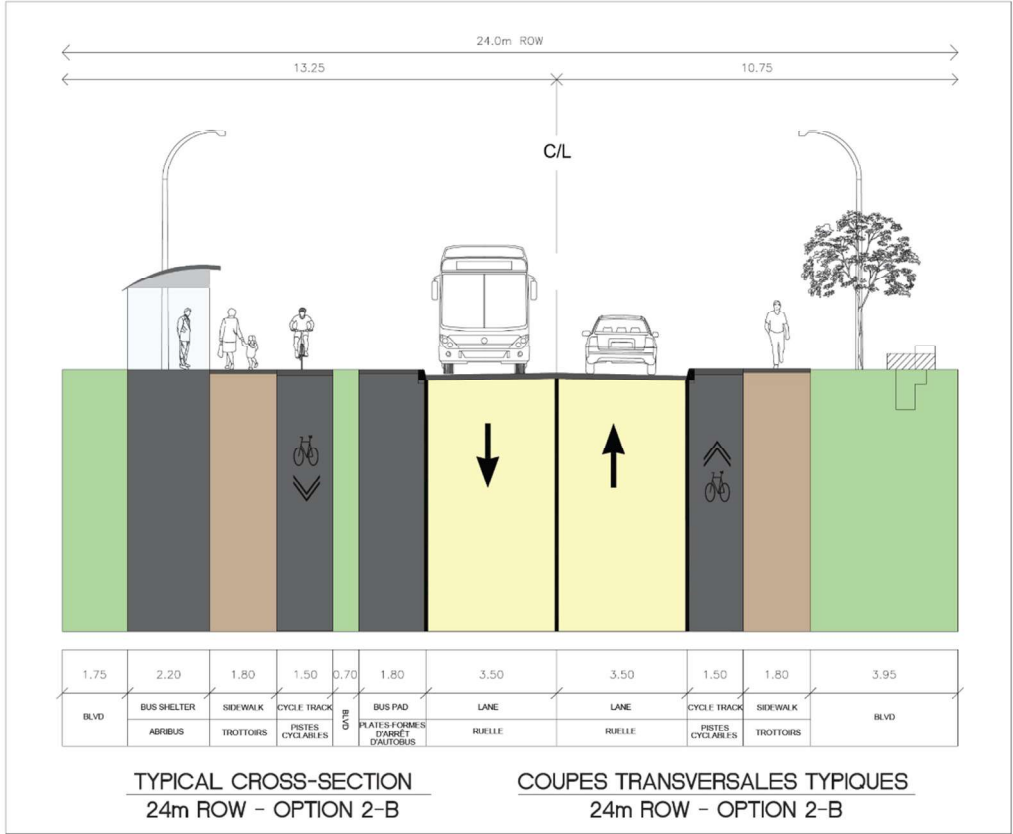 24.0m ROW
13.25 10.75
C/L
1.75 2.20 1.80 1.50 0.70 1.80 3.50 3.50 1.50 1.80 3.95
BLVD
BUS SHELTER
ABRIBUS
SIDEWALK
TROTTOIRS
CYCLE TRACK
PISTES
CYCLABLES
BLVD
BUS PAD
PLATES-FORMES
D'ARRÊT
D'AUTOBUS
LANE
RUELLE
LANE
RUELLE
CYCLE TRACK
PISTES
CYCLABLES
SIDEWALK
TROTTOIRS
BLVD
TYPICAL CROSS-SECTION
24m ROW - OPTION 2-B
COUPES TRANSVERSALES TYPIQUES
24m ROW - OPTION 2-B